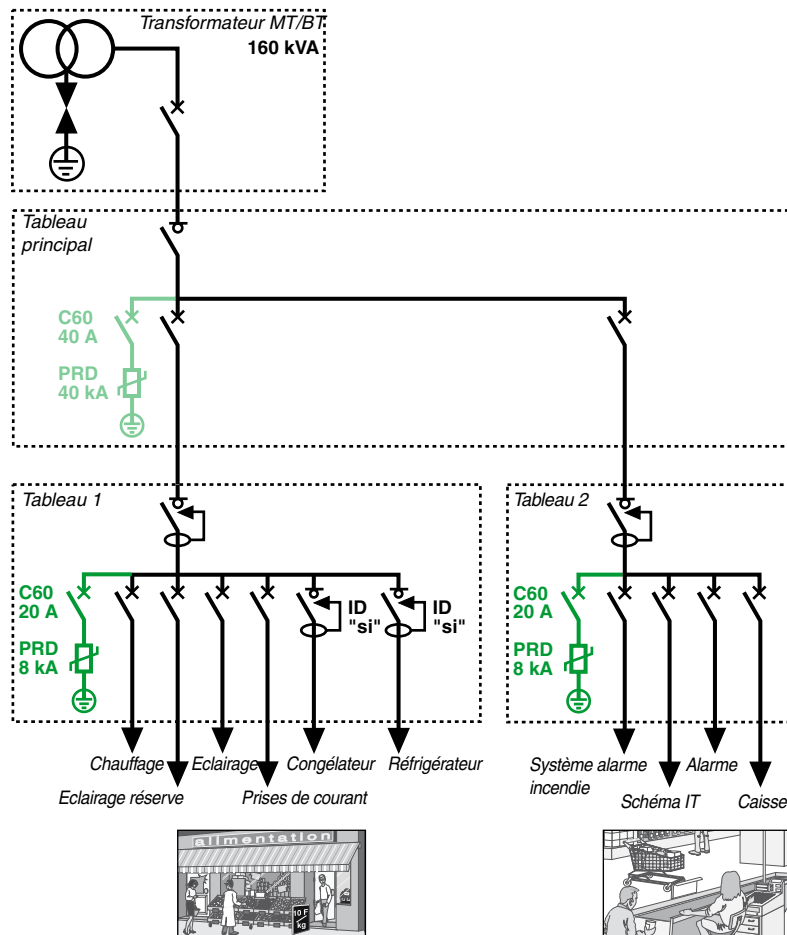 Transformateur MT/BT
160 kVA
Tableau
principal
C60
40 A
PRD
40 kA
Tableau 1
Tableau 2
C60
20 A
PRD
8 kA
ID
"si"
ID
"si"
C60
20 A
PRD
8 kA
Chauffage
Eclairage
Congélateur
Réfrigérateur
Eclairage réserve
Prises de courant
Système alarme
incendie
Alarme
Schéma IT
Caisse
alimentation
10 F
kg